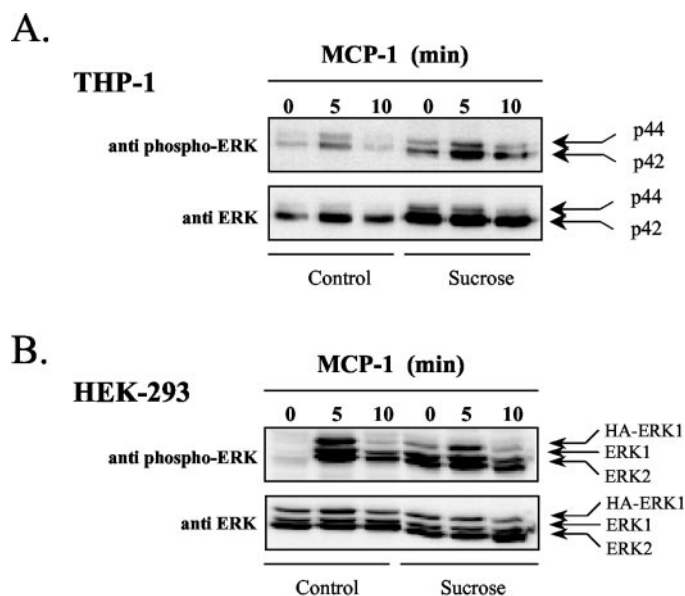 A.
MCP-1 (min)
THP-1
0 5 10 0 5 10
anti phospho-ERK
p44
p42
anti ERK
p44
p42
Control Sucrose
B.
MCP-1 (min)
HEK-293
0 5 10 0 5 10
anti phospho-ERK
HA-ERK1
ERK1
ERK2
anti ERK
HA-ERK1
ERK1
ERK2
Control Sucrose